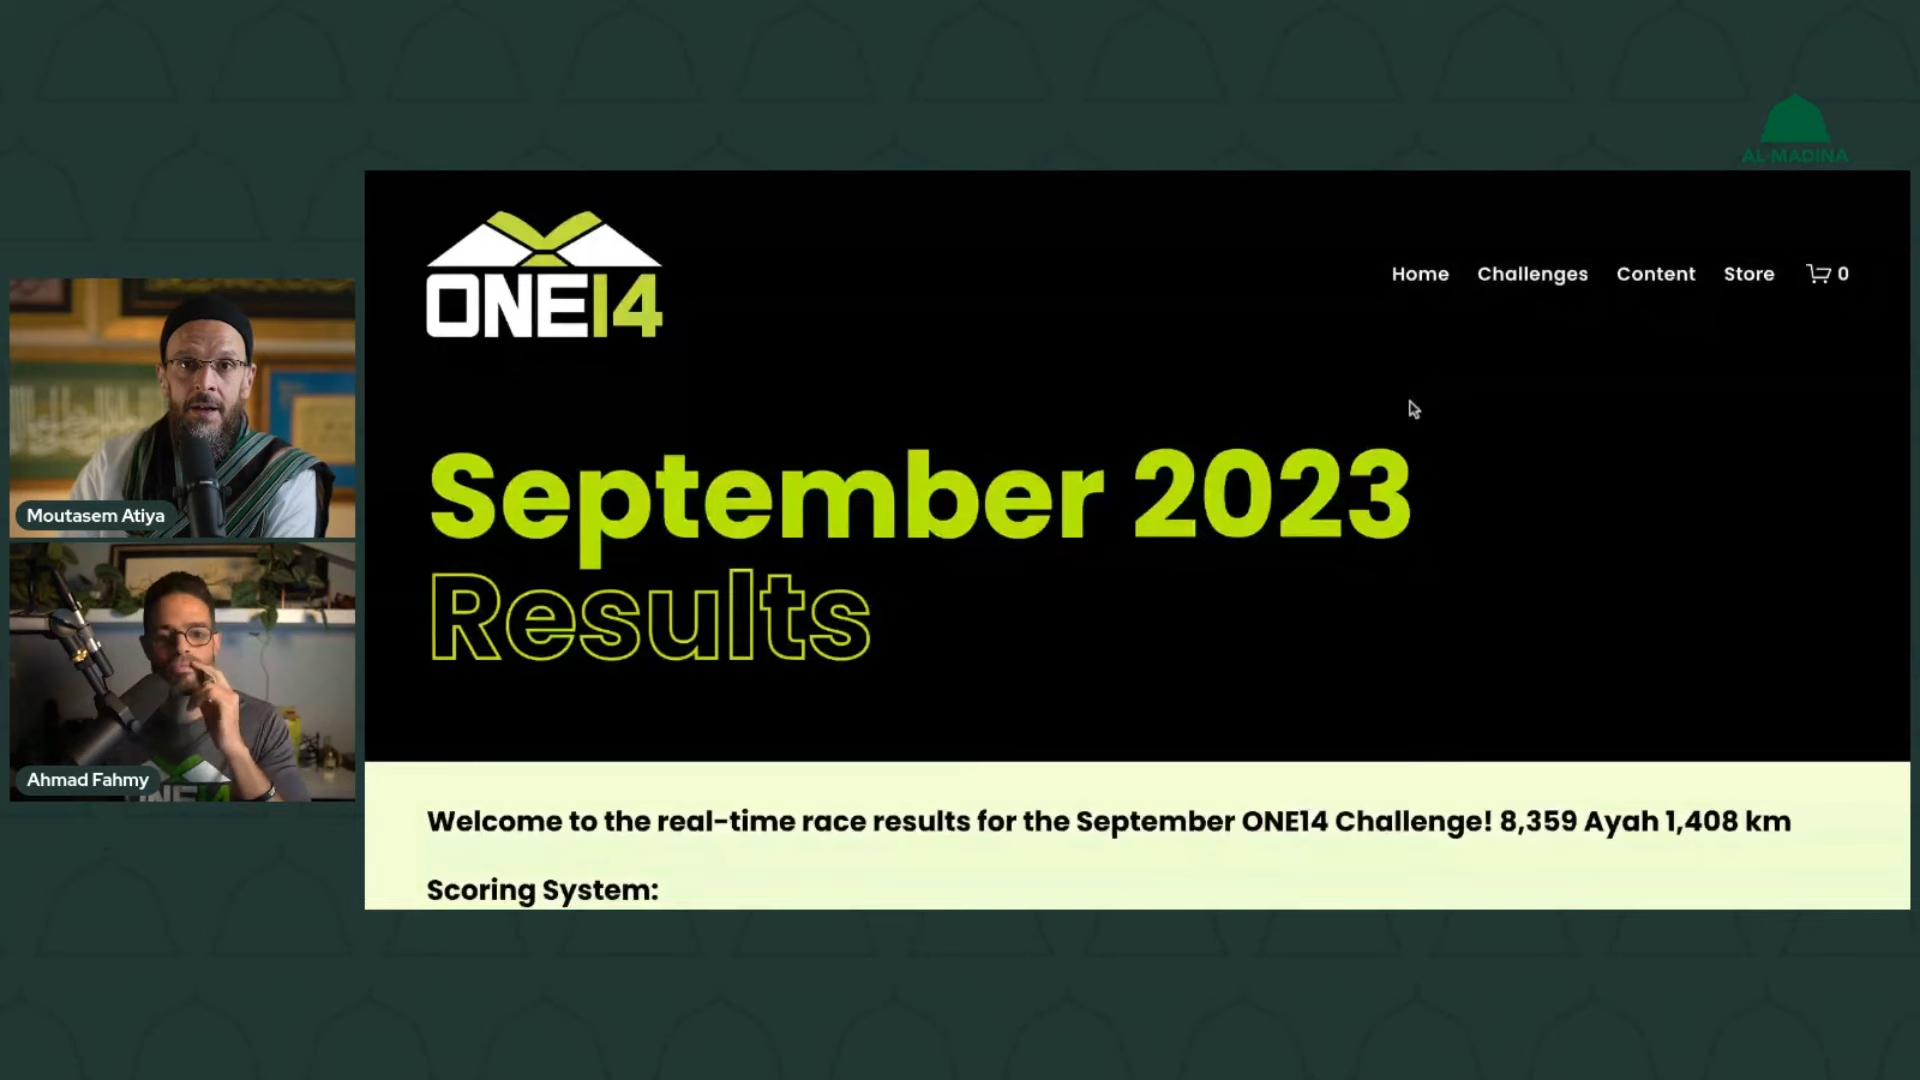 AL-MADINA
ONE14
Home Challenges Content Store 0
September 2023
Results
Moutasem Atiya
Ahmad Fahmy
Welcome to the real-time race results for the September ONE14 Challenge! 8,359 Ayah 1,408 km
Scoring System: